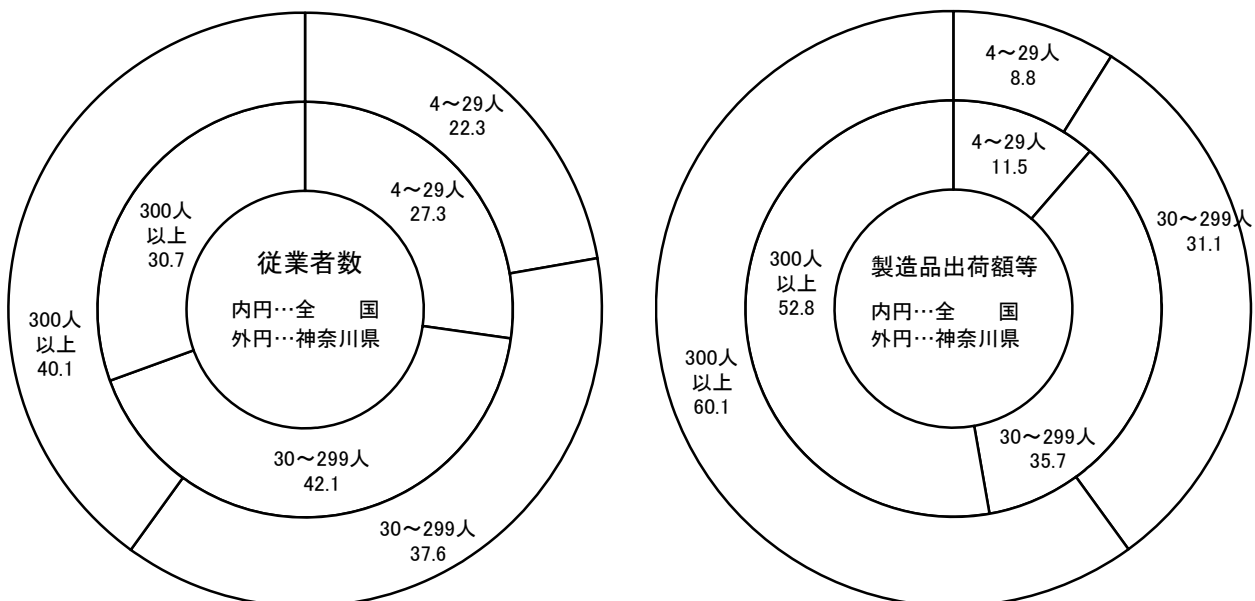 4～29人
22.3
4～29人
27.3
300人
以上
30.7
従業者数
内円…全　国
外円…神奈川県
300人
以上
40.1
30～299人
42.1
30～299人
37.6
4～29人
8.8
4～29人
11.5
30～299人
31.1
300人
以上
52.8
製造品出荷額等
内円…全　国
外円…神奈川県
300人
以上
60.1
30～299人
35.7